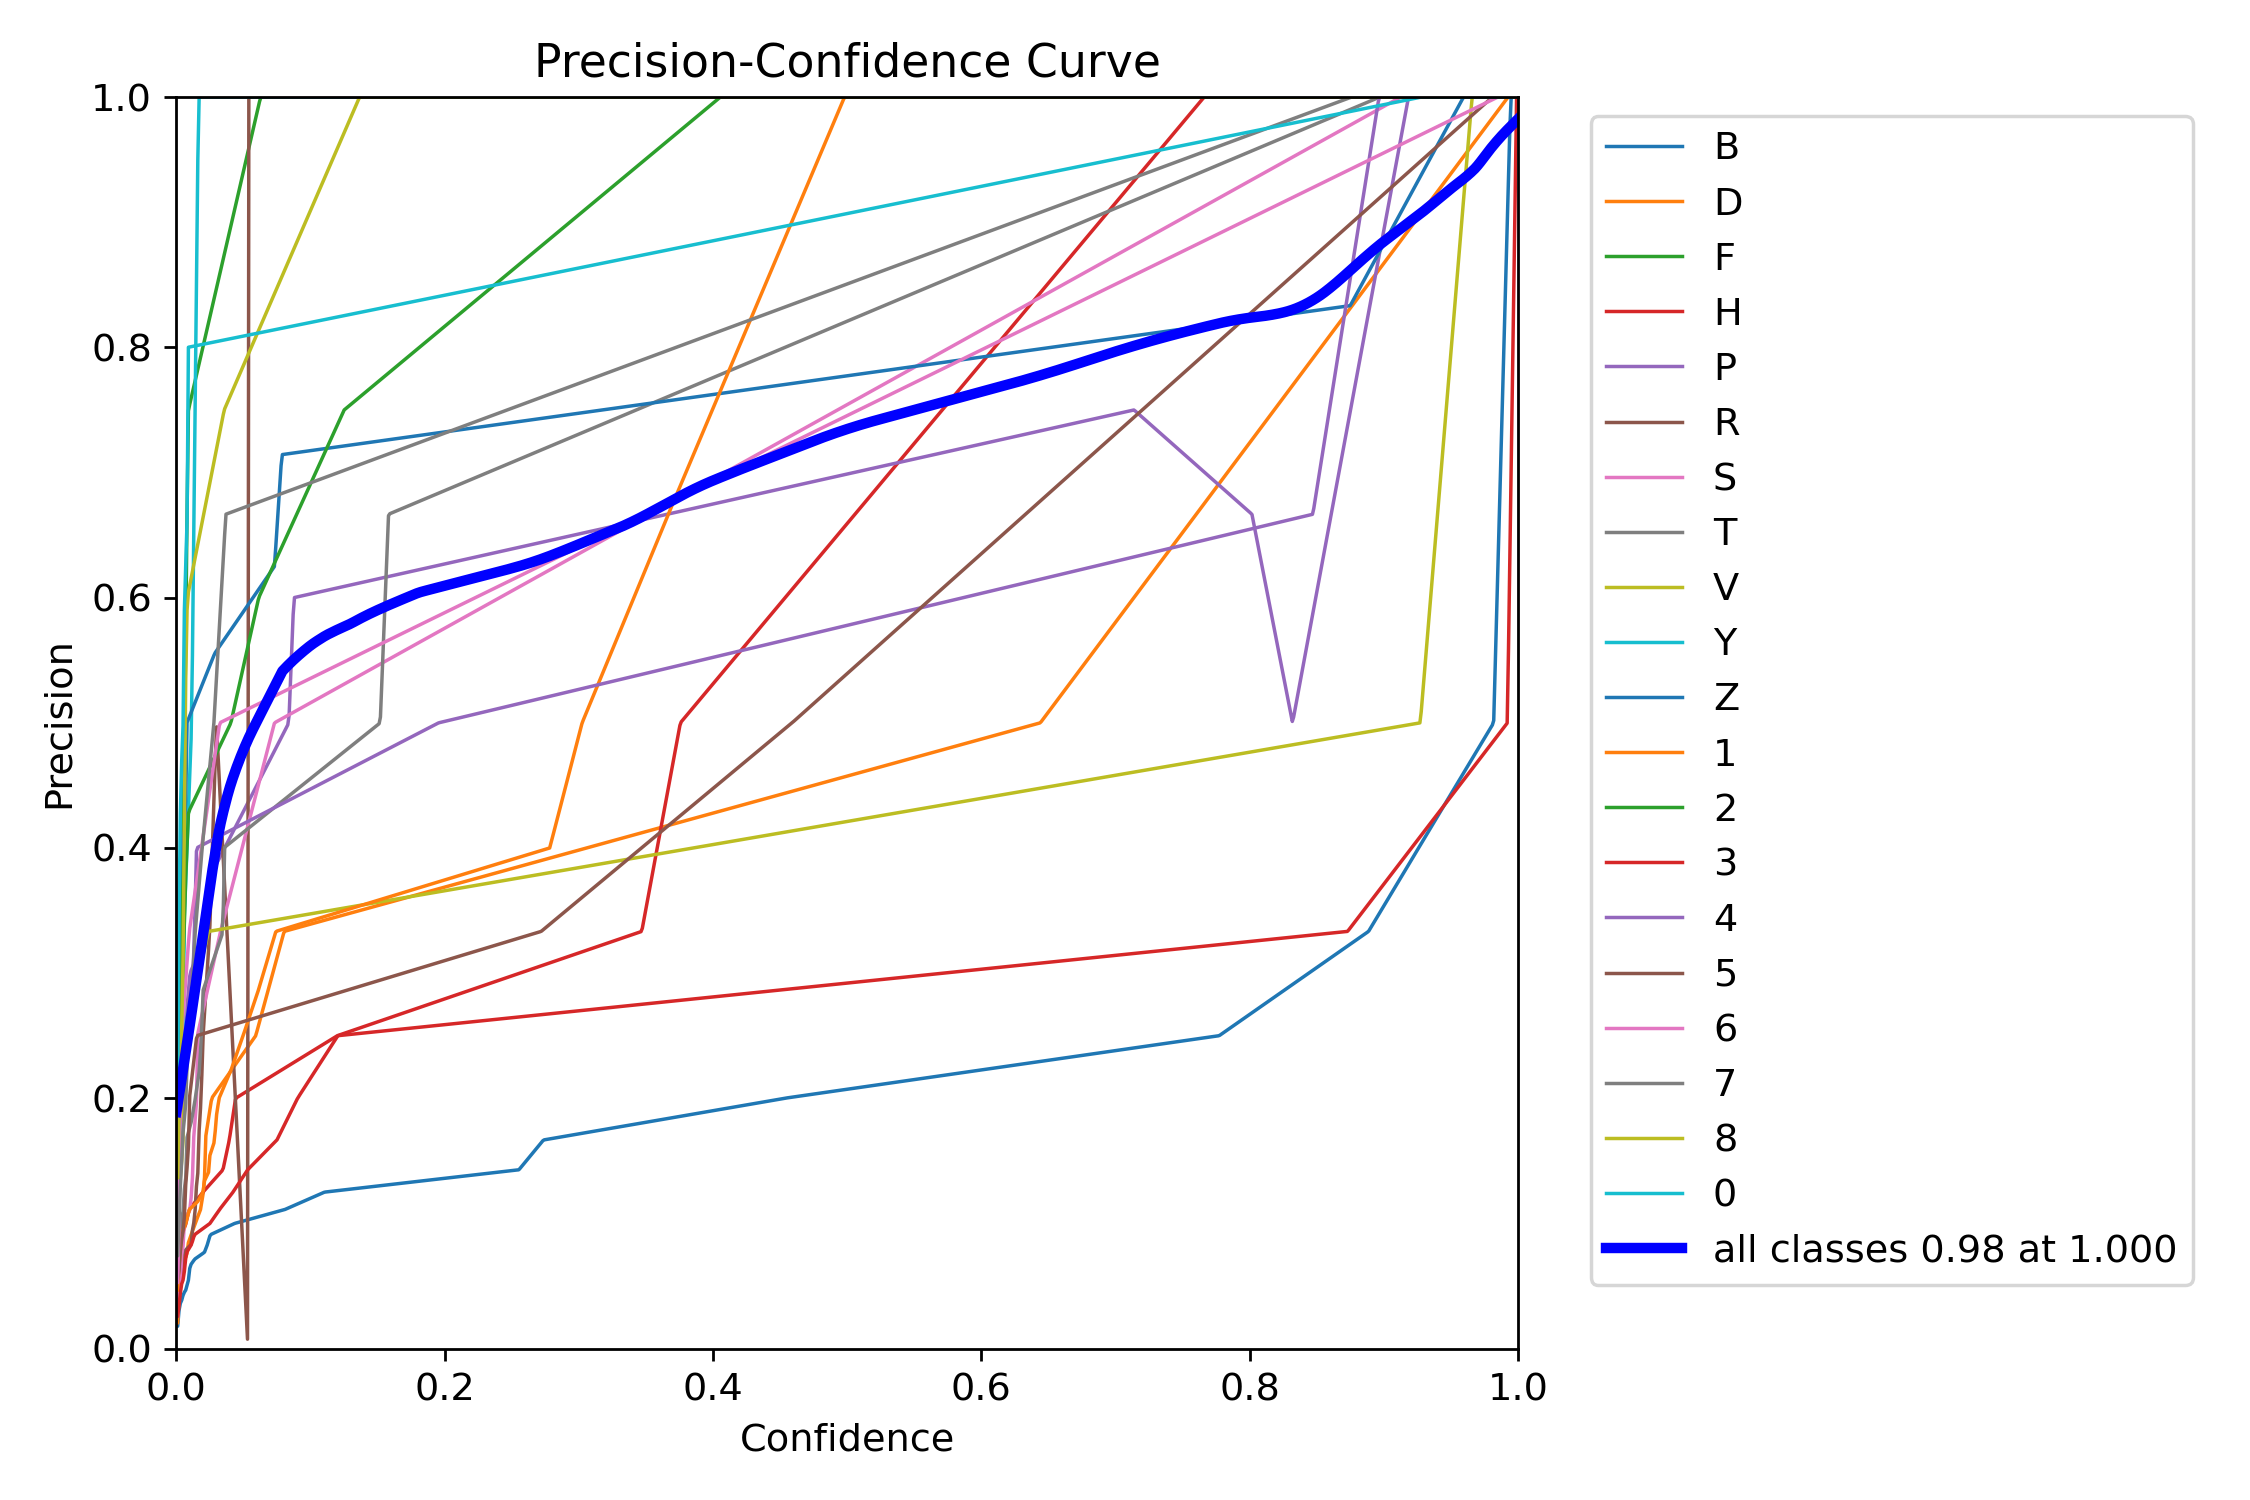 Precision-Confidence Curve
1.0
0.8
0.6
0.4
0.2
0.0
Precision
0.0 0.2 0.4 0.6 0.8 1.0
Confidence
B
D
F
H
P
R
S
T
V
Y
Z
1
2
3
4
5
6
7
8
0
all classes 0.98 at 1.000